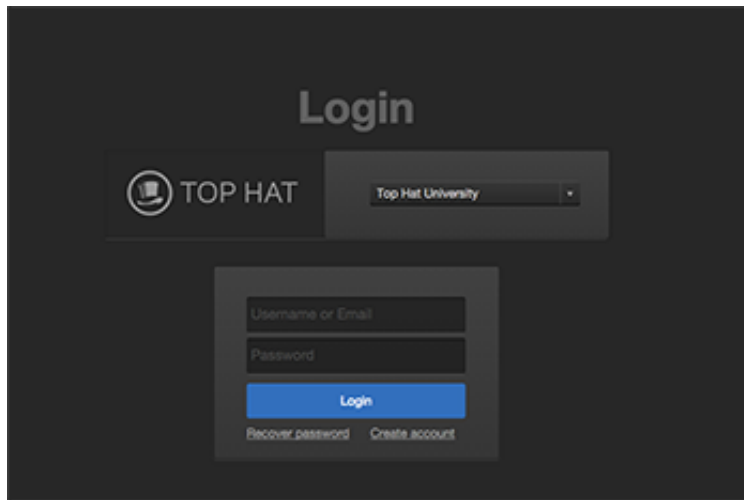 Login
TOP HAT
Top Hat University
Username or Email
Password
Login
Recover password Create account